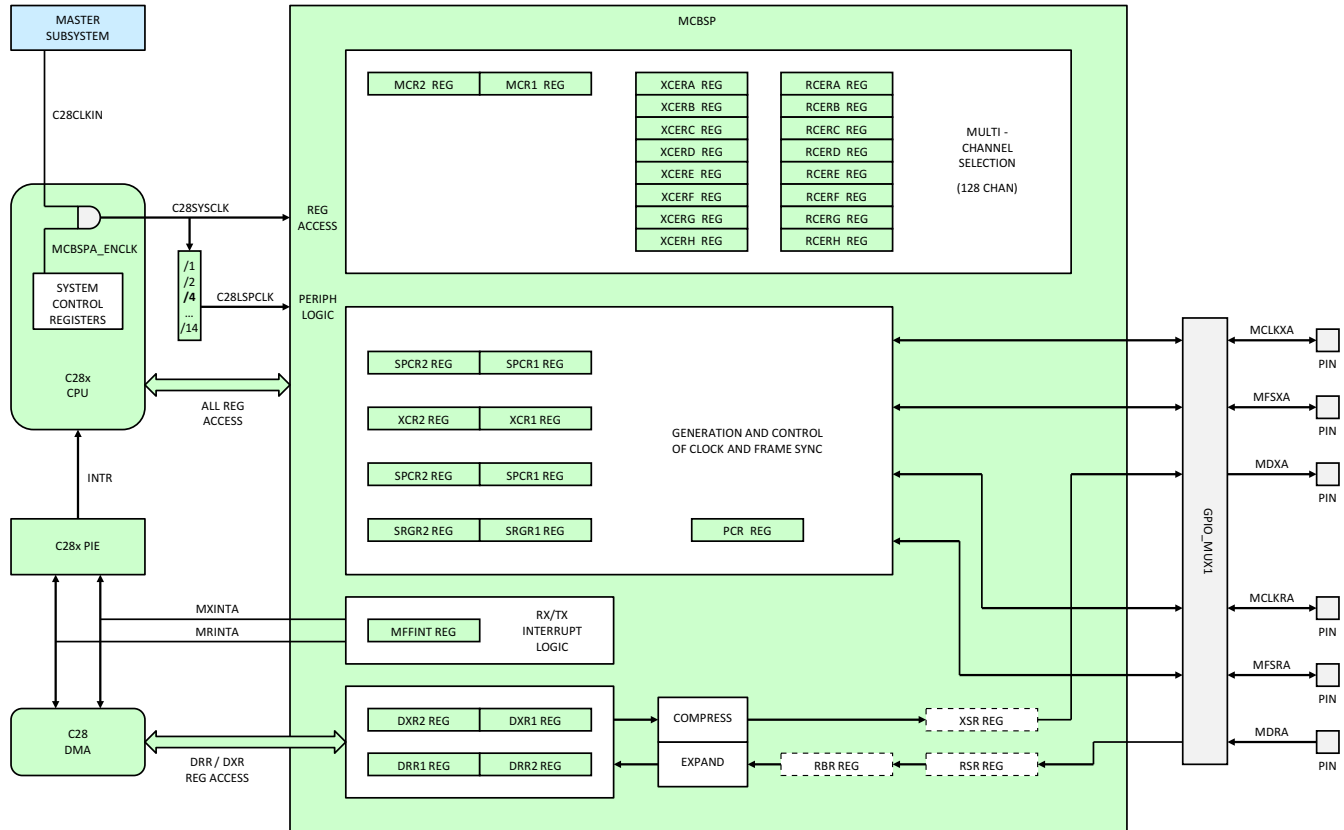 MASTER
SUBSYSTEM
MCBSP
C28CLKIN
MCR2 REG
MCR1 REG
XCERA REG
XCERB REG
XCERC REG
XCERD REG
XCERE REG
XCERF REG
XCERG REG
XCERH REG
RCERA REG
RCERB REG
RCERC REG
RCERD REG
RCERE REG
RCERF REG
RCERG REG
RCERH REG
MULTI -
CHANNEL
SELECTION
(128 CHAN)
C28SYSCLK
REG
ACCESS
MCBSPA_ENCLK
SYSTEM
CONTROL
REGISTERS
/1
/2
/4
...
/14
C28LSPCLK
PERIPH
LOGIC
C28x
CPU
ALL REG
ACCESS
SPCR2 REG
SPCR1 REG
XCR2 REG
XCR1 REG
SPCR2 REG
SPCR1 REG
SRGR2 REG
SRGR1 REG
GENERATION AND CONTROL
OF CLOCK AND FRAME SYNC
PCR REG
INTR
C28x PIE
MXINTA
MRINTA
MFFINT REG
RX/TX
INTERRUPT
LOGIC
C28
DMA
DRR / DXR
REG ACCESS
DXR2 REG
DXR1 REG
DRR1 REG
DRR2 REG
COMPRESS
EXPAND
XSR REG
RBR REG
RSR REG
GPIO_MUX1
MCLKXA
PIN
MFSXA
PIN
MDXA
PIN
MCLKRA
PIN
MFSRA
PIN
MDRA
PIN